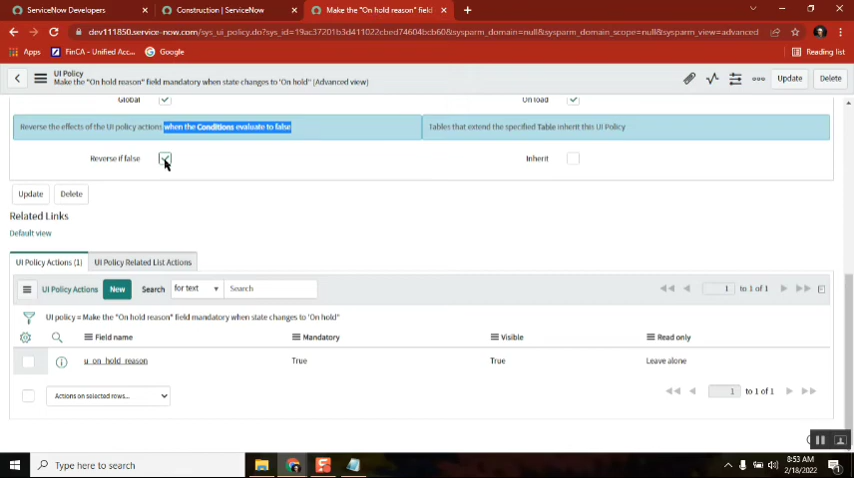 ServiceNow Developers
Construction | ServiceNow
Make the "On hold reason" field
dev111850.service-now.com/sys_ui_policy.do?sys_id=19ac37201b3d411022cbed74604bcb60&sysparm_domain=null&sysparm_domain_scope=null&sysparm_view=advanced
Apps
FinCA - Unified Acc...
Google
Reading list
UI Policy
Make the "On hold reason" field mandatory when state changes to "On hold" (Advanced view)
Update
Delete
Global
On load
Reverse the effects of the UI policy actions when the Conditions evaluate to false
Tables that extend the specified Table inherit this UI Policy
Reverse if false
Inherit
Update
Delete
Related Links
Default view
UI Policy Actions (1)
UI Policy Related List Actions
UI Policy Actions
New
Search
for text
Search
1
to 1 of 1
UI policy = Make the "On hold reason" field mandatory when state changes to "On hold"
Field name
Mandatory
Visible
Read only
u_on_hold_reason
True
True
Leave alone
Actions on selected rows...
1
to 1 of 1
Type here to search
8:53 AM
2/18/2022